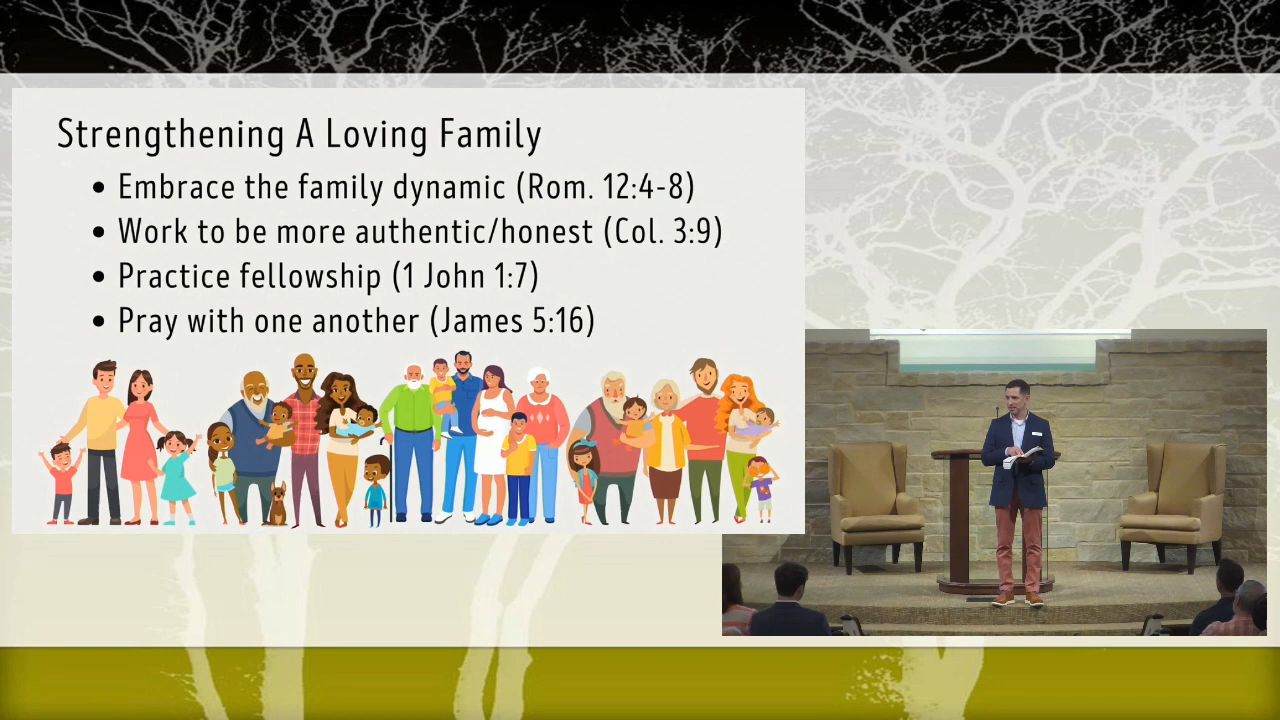 Strengthening A Loving Family
• Embrace the family dynamic (Rom. 12:4-8)
• Work to be more authentic/honest (Col. 3:9)
• Practice fellowship (1 John 1:7)
• Pray with one another (James 5:16)